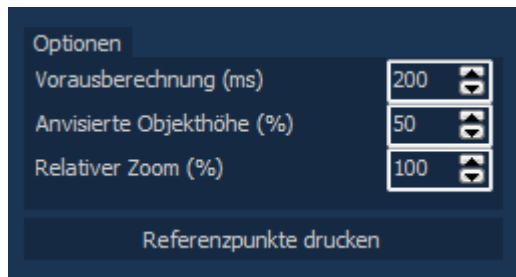 Optionen
Vorausberechnung (ms) 200
Anvisierte Objekthöhe (%) 50
Relativer Zoom (%) 100
Referenzpunkte drucken